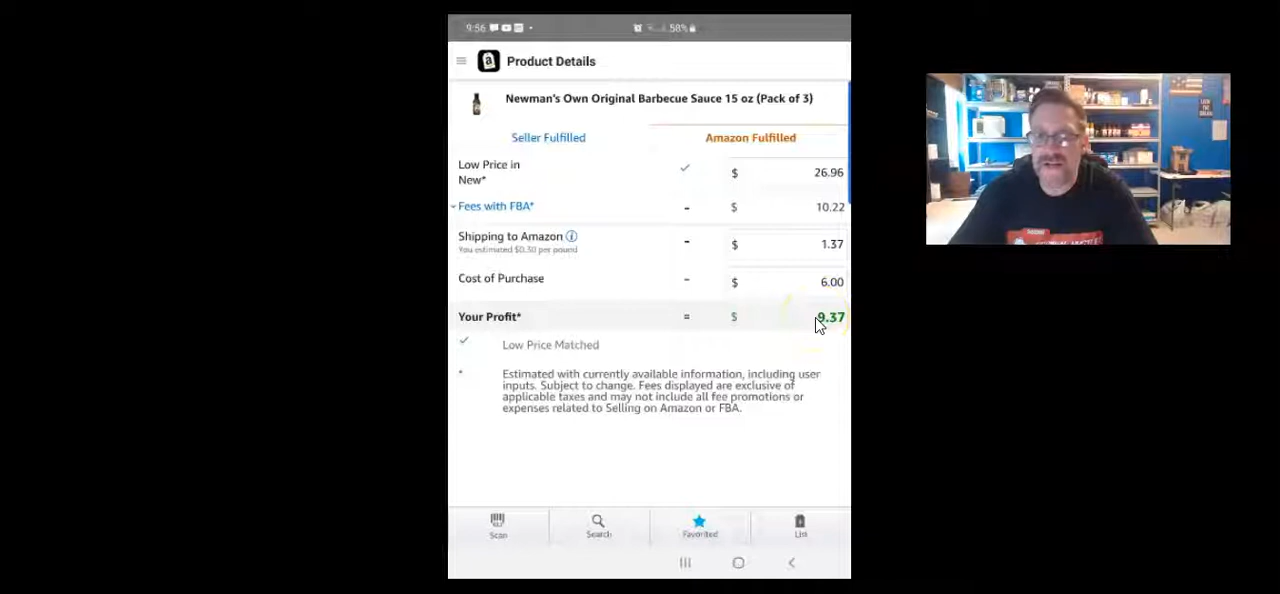 9:56 58%
Product Details
Newman's Own Original Barbecue Sauce 15 oz (Pack of 3)
Seller Fulfilled Amazon Fulfilled
Low Price in
New* $ 26.96
Fees with FBA* - $ 10.22
Shipping to Amazon - $ 1.37
You estimated $0.30 per pound
Cost of Purchase - $ 6.00
Your Profit* = $ 9.37
Low Price Matched
* Estimated with currently available information, including user
inputs. Subject to change. Fees displayed are exclusive of
applicable taxes and may not include all fee promotions or
expenses related to Selling on Amazon or FBA.
Scan Search Favorited List